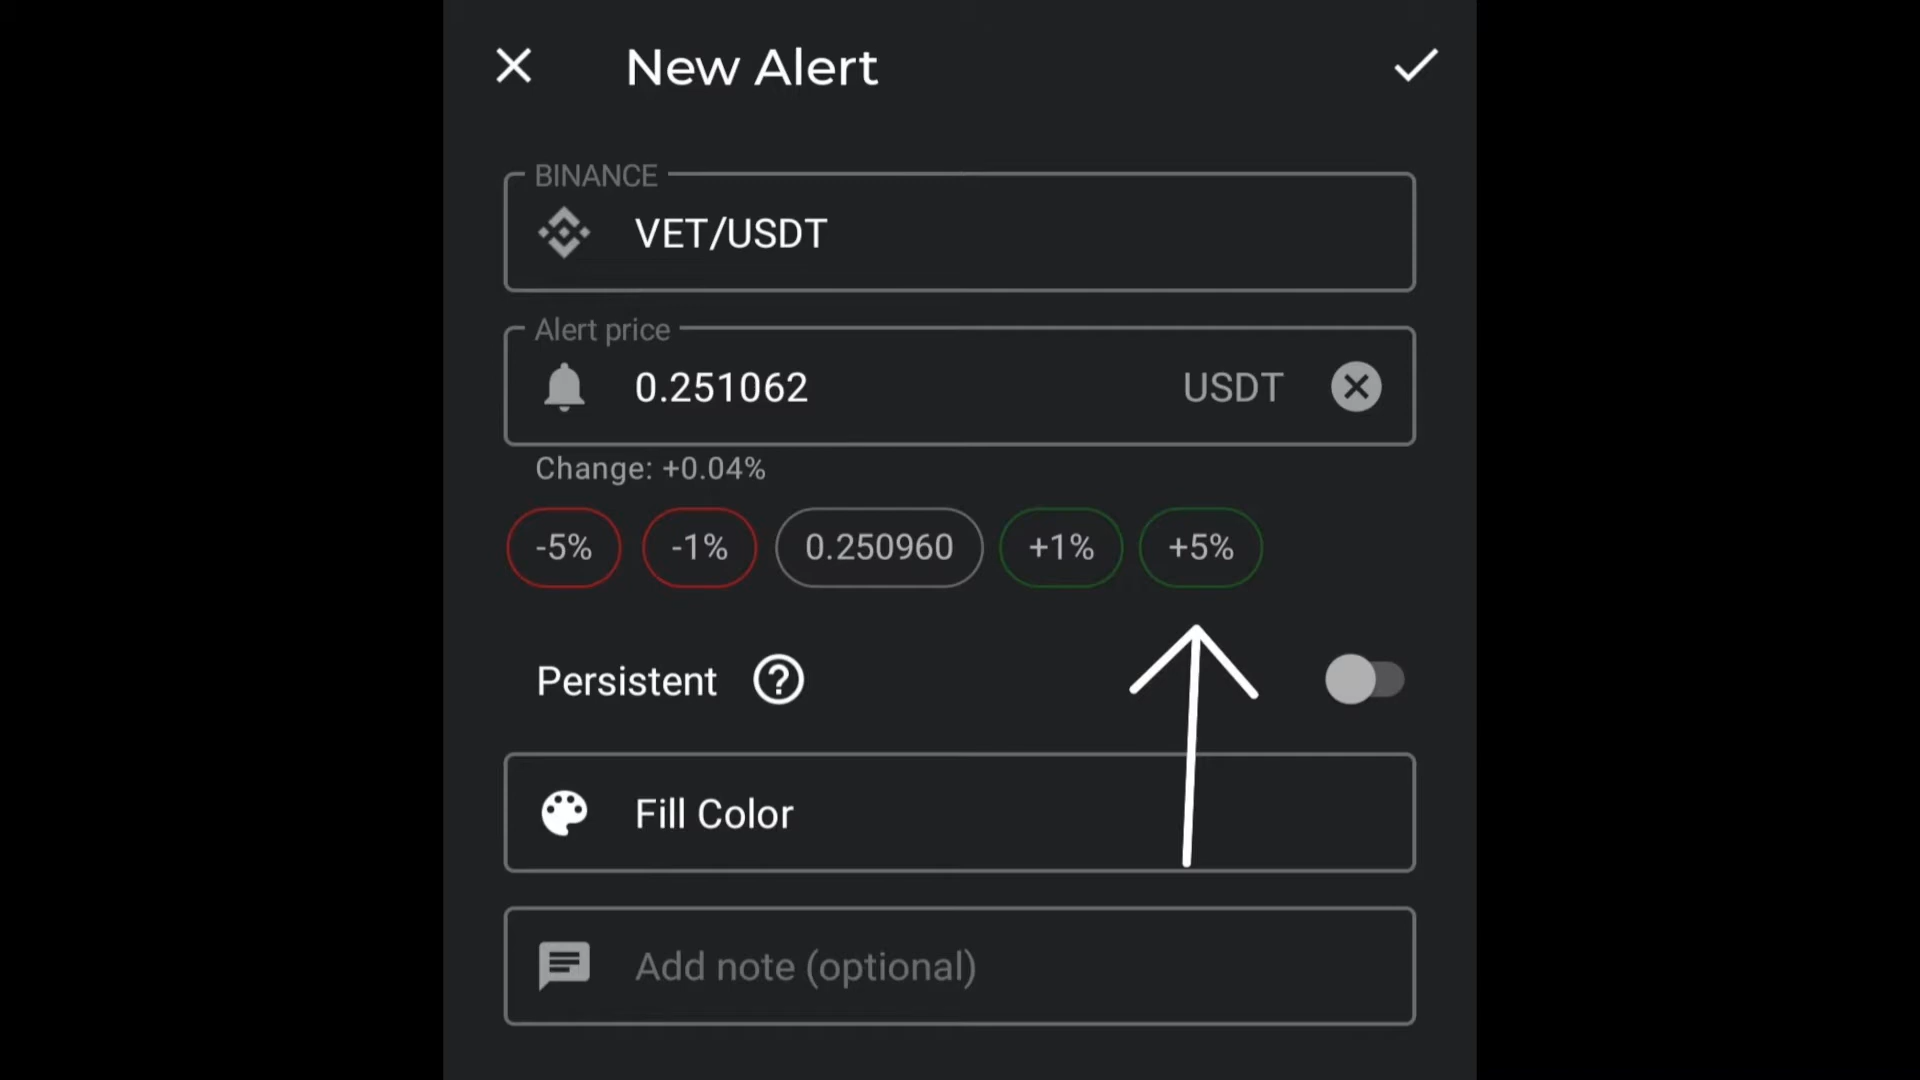 New Alert
BINANCE
VET/USDT
Alert price
0.251062 USDT
Change: +0.04%
-5% -1% 0.250960 +1% +5%
Persistent ?
Fill Color
Add note (optional)